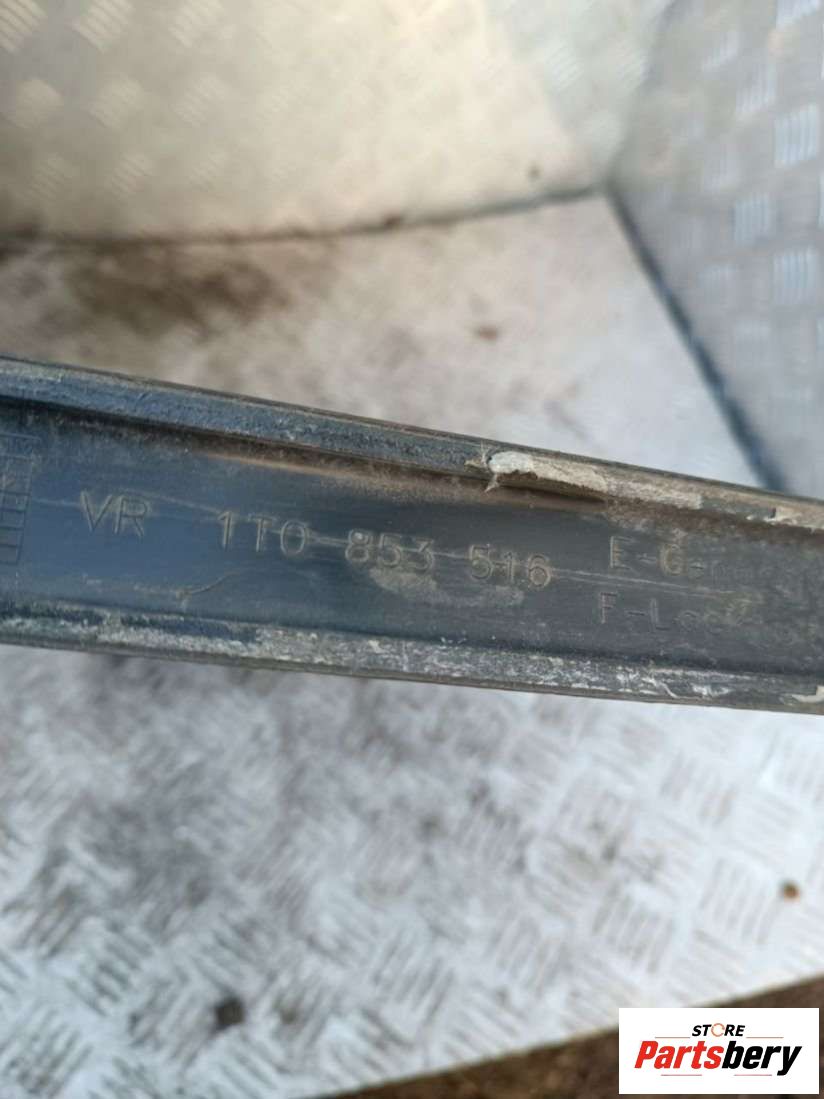 VR 1T0 853 516
STORE
Partsbery